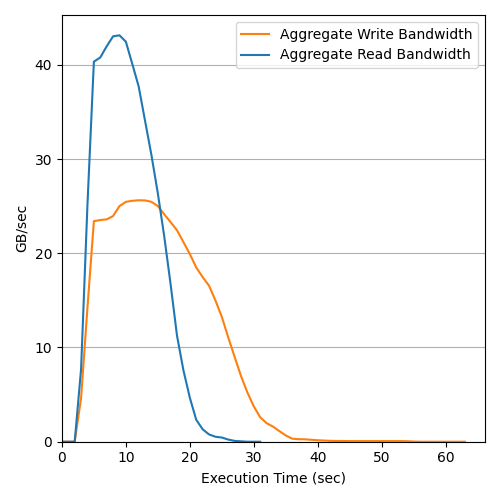 Aggregate Write Bandwidth
Aggregate Read Bandwidth
GB/sec
40
30
20
10
0
0 10 20 30 40 50 60
Execution Time (sec)